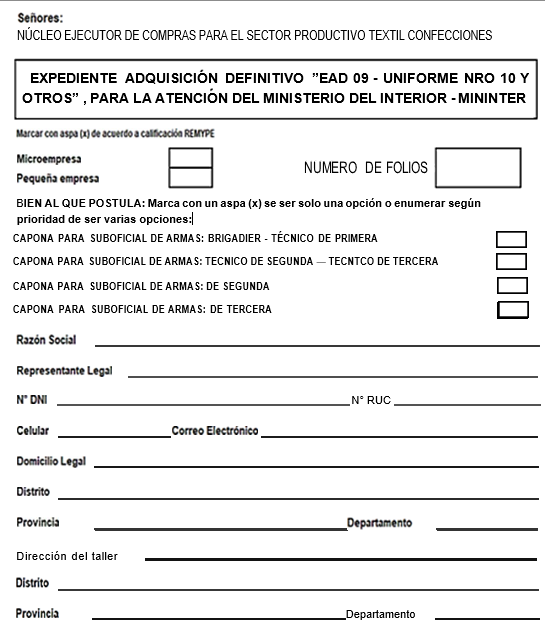 Señores:
NÚCLEO EJECUTOR DE COMPRAS PARA EL SECTOR PRODUCTIVO TEXTIL CONFECCIONES
EXPEDIENTE ADQUISICIÓN DEFINITIVO "EAD 09 - UNIFORME NRO 10 Y
OTROS" , PARA LA ATENCIÓN DEL MINISTERIO DEL INTERIOR - MININTER
Marcar con aspa (x) de acuerdo a calificación REMYPE
Microempresa
Pequeña empresa
NUMERO DE FOLIOS
BIEN AL QUE POSTULA: Marca con un aspa (x) se ser solo una opción o enumerar según
prioridad de ser varias opciones:
CAPONA PARA SUBOFICIAL DE ARMAS: BRIGADIER - TÉCNICO DE PRIMERA
CAPONA PARA SUBOFICIAL DE ARMAS: TECNICO DE SEGUNDA — TECNTCO DE TERCERA
CAPONA PARA SUBOFICIAL DE ARMAS: DE SEGUNDA
CAPONA PARA SUBOFICIAL DE ARMAS: DE TERCERA
Razón Social
Representante Legal
N° DNI N° RUC
Celular Correo Electrónico
Domicilio Legal
Distrito
Provincia Departamento
Dirección del taller
Distrito
Provincia Departamento